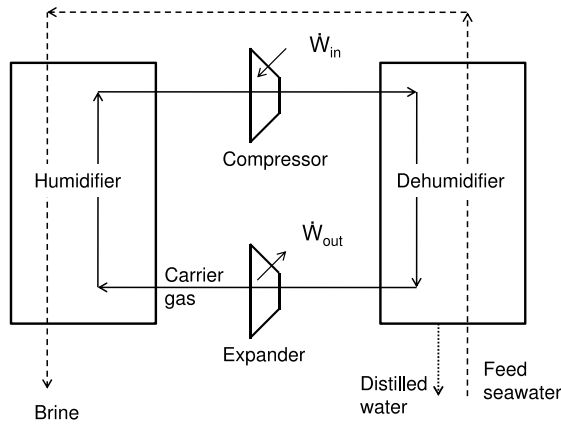 Ẇin
Compressor
Humidifier
Dehumidifier
Ẇout
Carrier
gas
Expander
Distilled
water
Feed
seawater
Brine